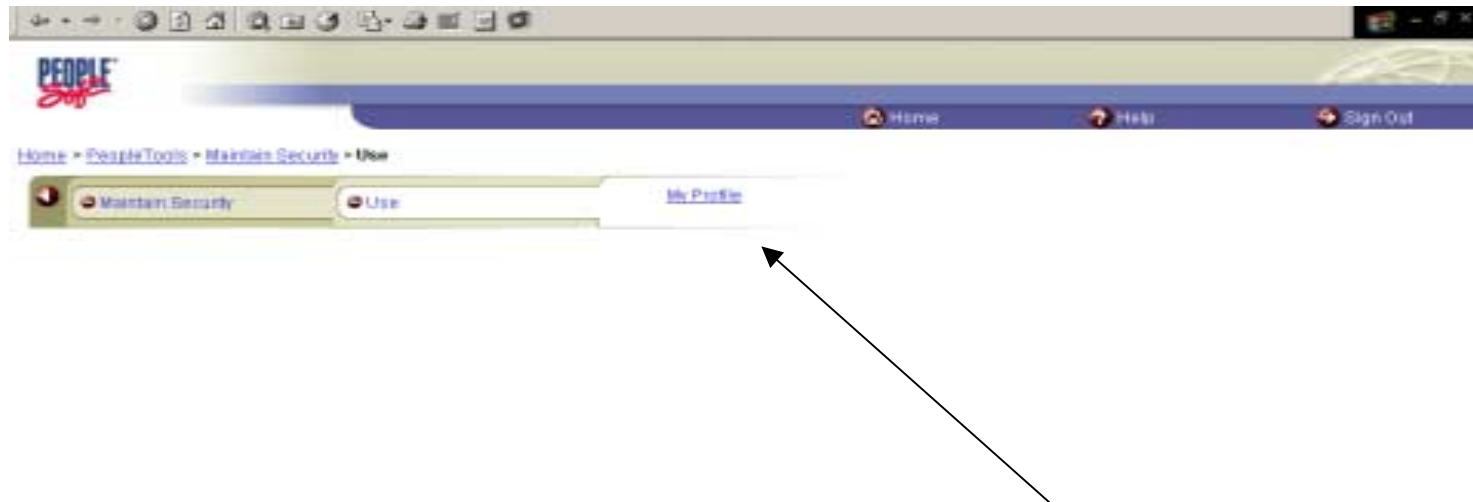 PEOPLE
Soft
Home Help Sign Out
Home > PeopleTools > Maintain Security > Use
Maintain Security Use My Profile